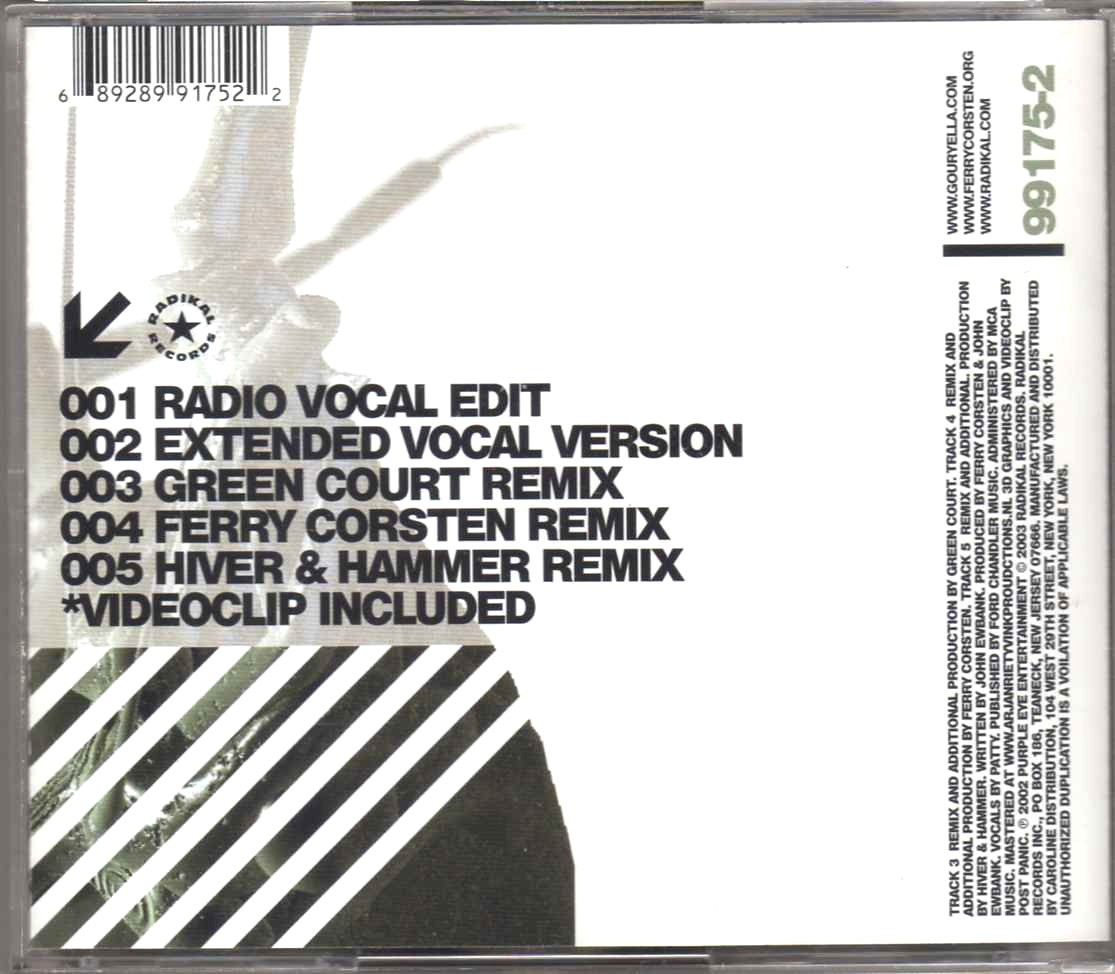 6 89289 91752 2
RADIKAL
RECORDS
001 RADIO VOCAL EDIT
002 EXTENDED VOCAL VERSION
003 GREEN COURT REMIX
004 FERRY CORSTEN REMIX
005 HIVER & HAMMER REMIX
*VIDEOCLIP INCLUDED
WWW.GOURYELLA.COM
WWW.FERRYCORSTEN.ORG
WWW.RADIKAL.COM
99175-2
TRACK 3 REMIX AND ADDITIONAL PRODUCTION BY GREEN COURT. TRACK 4 REMIX AND
ADDITIONAL PRODUCTION BY FERRY CORSTEN. TRACK 5 REMIX AND ADDITIONAL. PRODUCTION
BY HIVER & HAMMER. WRITTEN BY JOHN EWBANK. PRODUCED BY FERRY CORSTEN & JOHN
EWBANK. VOCALS BY PATTY. PUBLISHED BY FORD CHANDLER MUSIC. ADMINISTERED BY MCA
MUSIC. MASTERED AT WWW.ARJANRIETVINKPROUDCTIONS.NL 3D GRAPHICS AND VIDEOCLIP BY
POST PANIC. ℗ 2002 PURPLE EYE ENTERTAINMENT © 2003 RADIKAL RECORDS. RADIKAL
RECORDS INC., PO BOX 186, TEANECK, NEW JERSEY 07666. MANUFACTURED AND DISTRIBUTED
BY CAROLINE DISTRIBUTION, 104 WEST 29TH STREET, NEW YORK, NEW YORK 10001.
UNAUTHORIZED DUPLICATION IS A VOILATION OF APPLICABLE LAWS.